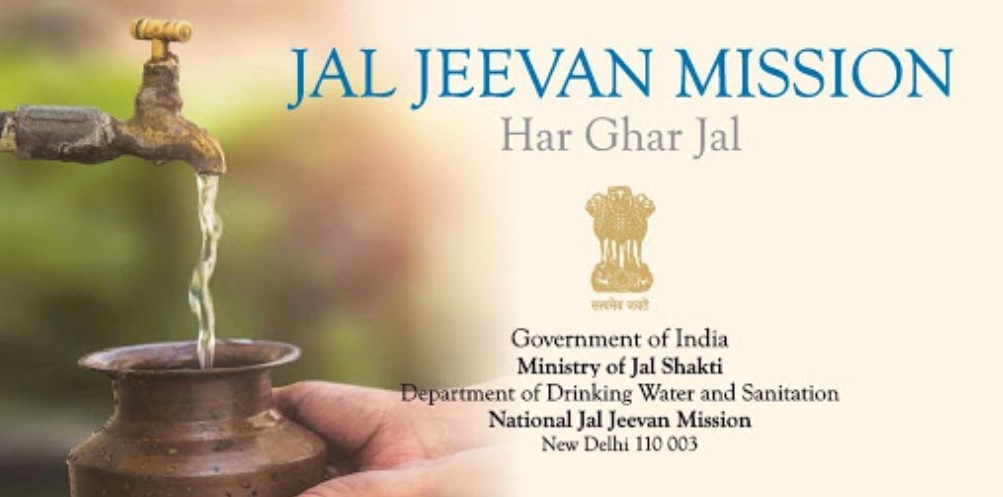 JAL JEEVAN MISSION
Har Ghar Jal
सत्यमेव जयते
Government of India
Ministry of Jal Shakti
Department of Drinking Water and Sanitation
National Jal Jeevan Mission
New Delhi 110 003